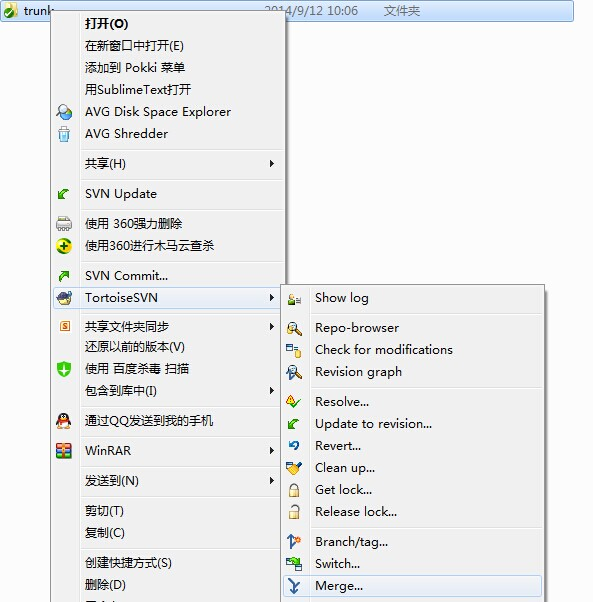 trunk 2014/9/12 10:06 文件夹
打开(O)
在新窗口中打开(E)
添加到 Pokki 菜单
用SublimeText打开
AVG Disk Space Explorer
AVG Shredder
共享(H)
SVN Update
使用 360强力删除
使用360进行木马云查杀
SVN Commit...
TortoiseSVN
共享文件夹同步
还原以前的版本(V)
使用 百度杀毒 扫描
包含到库中(I)
通过QQ发送到我的手机
WinRAR
发送到(N)
剪切(T)
复制(C)
创建快捷方式(S)
删除(D)
Show log
Repo-browser
Check for modifications
Revision graph
Resolve...
Update to revision...
Revert...
Clean up...
Get lock...
Release lock...
Branch/tag...
Switch...
Merge...